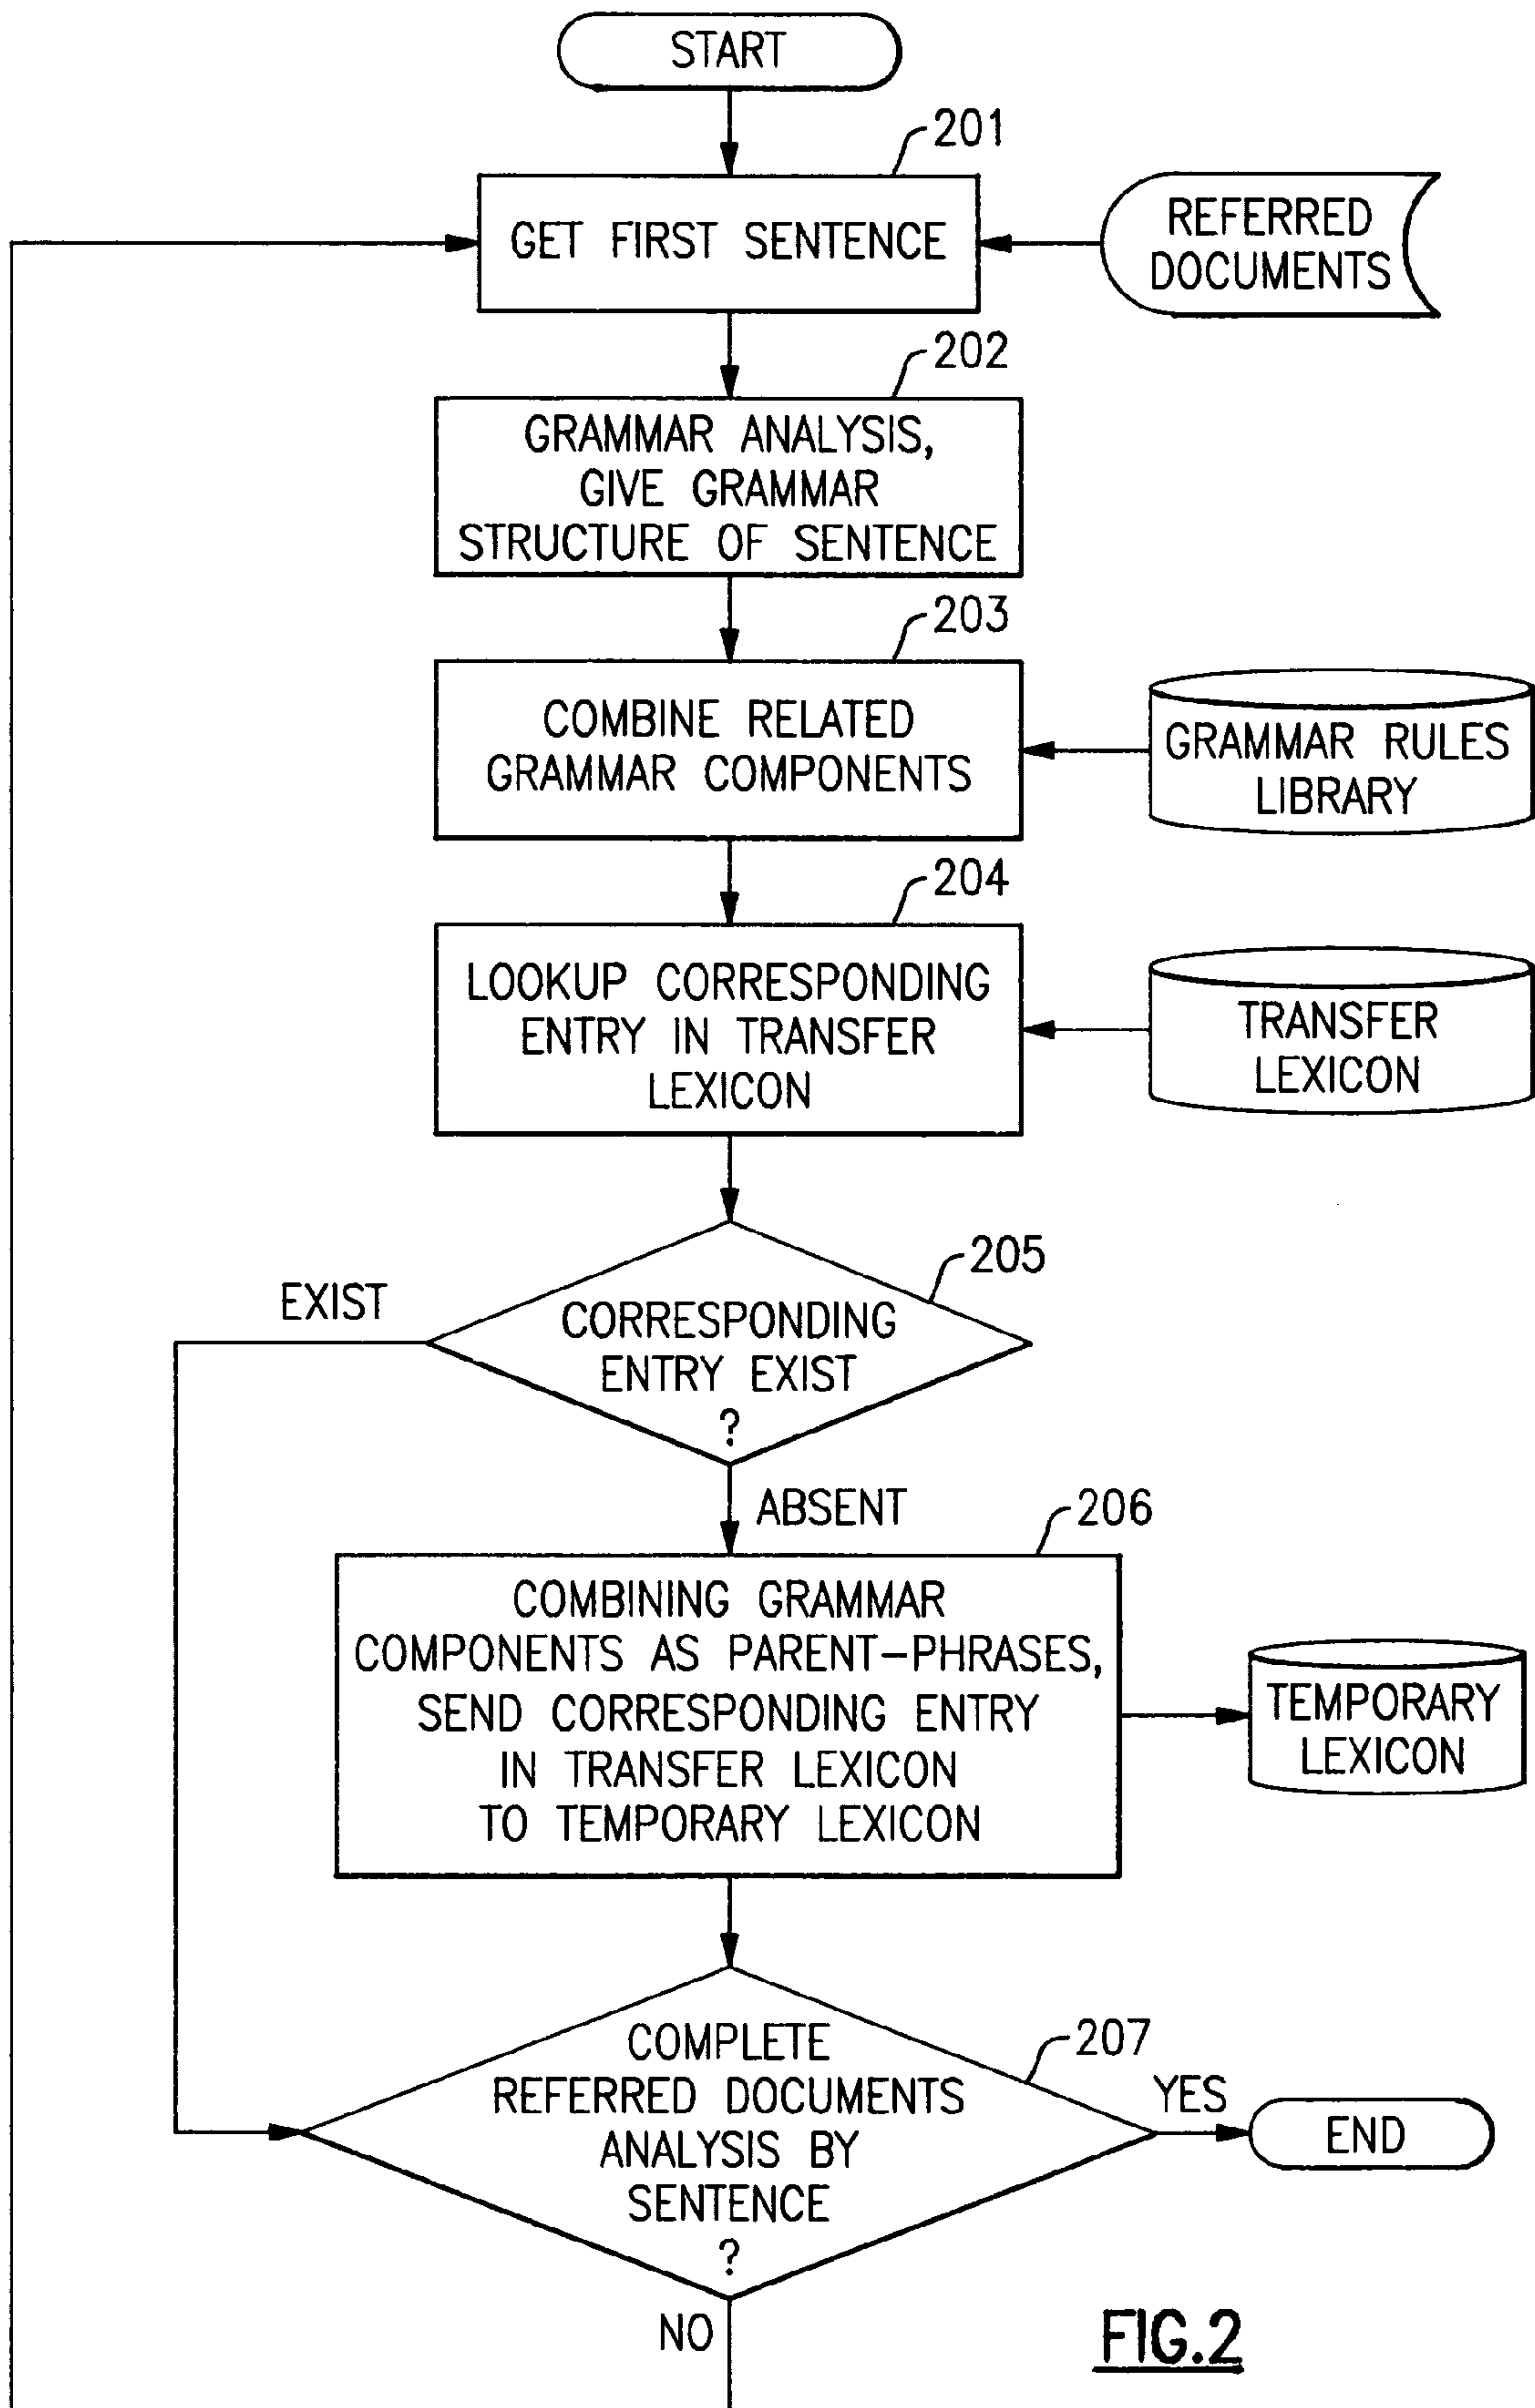 START
201
GET FIRST SENTENCE
REFERRED
DOCUMENTS
202
GRAMMAR ANALYSIS,
GIVE GRAMMAR
STRUCTURE OF SENTENCE
203
COMBINE RELATED
GRAMMAR COMPONENTS
GRAMMAR RULES
LIBRARY
204
LOOKUP CORRESPONDING
ENTRY IN TRANSFER
LEXICON
TRANSFER
LEXICON
205
EXIST
CORRESPONDING
ENTRY EXIST
?
ABSENT
206
COMBINING GRAMMAR
COMPONENTS AS PARENT-PHRASES,
SEND CORRESPONDING ENTRY
IN TRANSFER LEXICON
TO TEMPORARY LEXICON
TEMPORARY
LEXICON
207
COMPLETE
REFERRED DOCUMENTS
ANALYSIS BY
SENTENCE
?
YES
END
NO
FIG.2